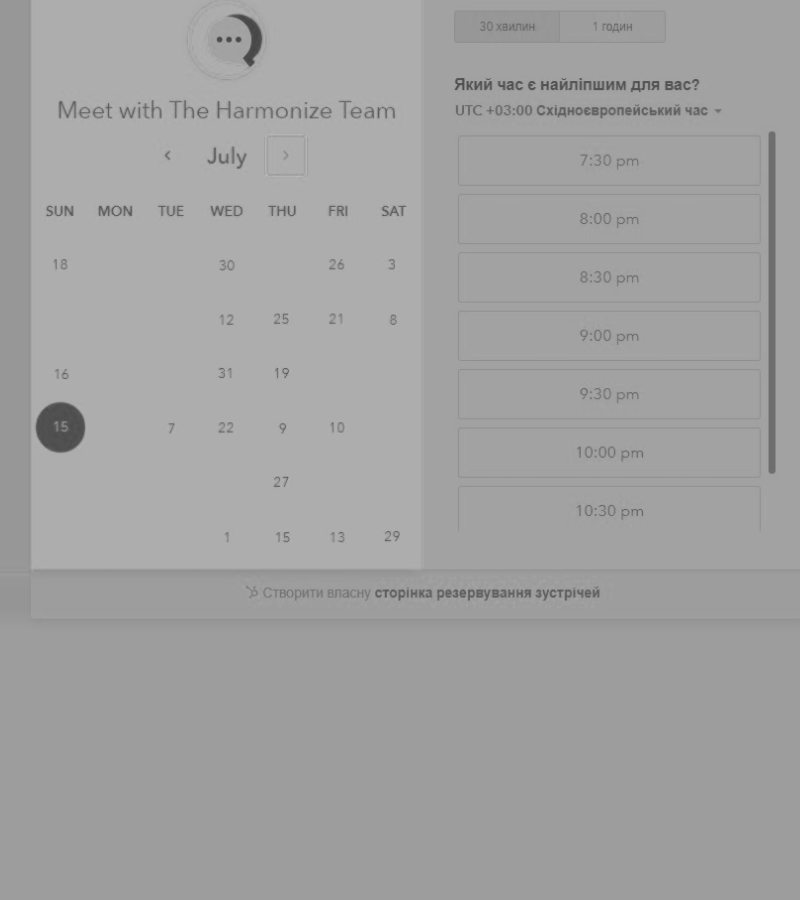 30 хвилин 1 годин
Meet with The Harmonize Team
July
SUN MON TUE WED THU FRI SAT
18 30 26 3
12 25 21 8
16 31 19
15 7 22 9 10
27
1 15 13 29
Який час є найліпшим для вас?
UTC +03:00 Східноєвропейський час
7:30 pm
8:00 pm
8:30 pm
9:00 pm
9:30 pm
10:00 pm
10:30 pm
Створити власну сторінка резервування зустрічей